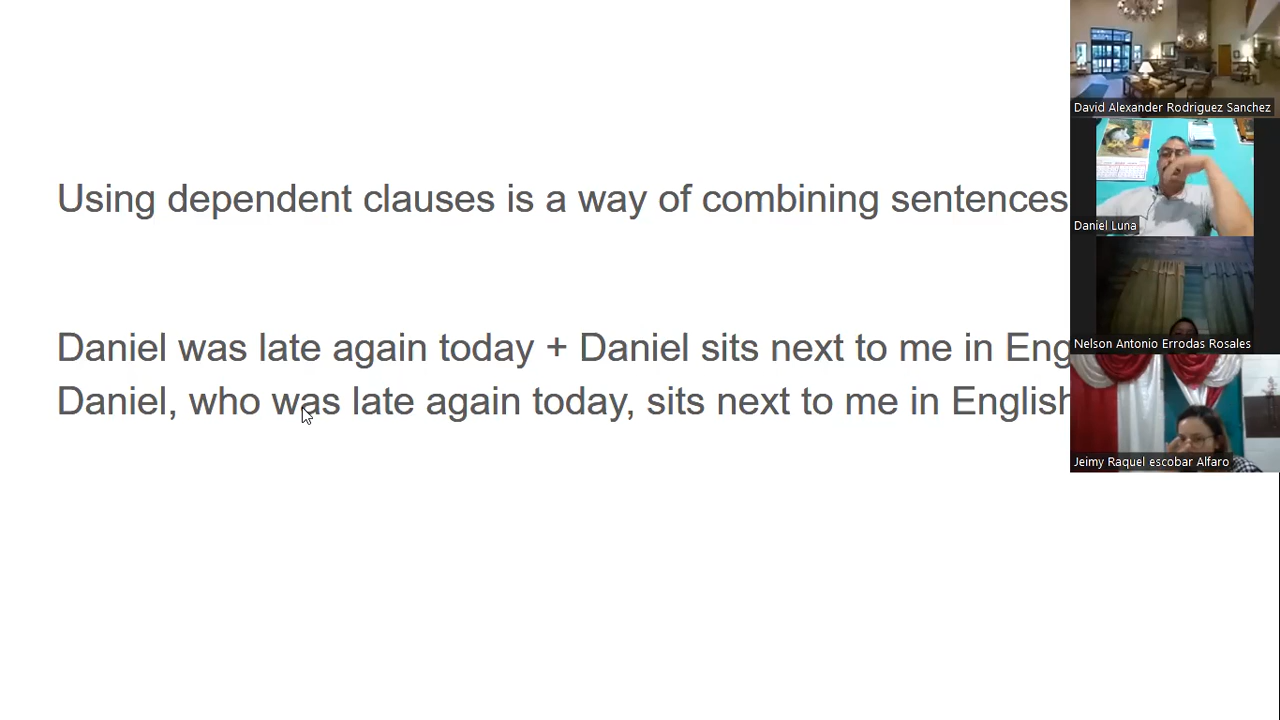 Using dependent clauses is a way of combining sentences
Daniel was late again today + Daniel sits next to me in Eng
Daniel, who was late again today, sits next to me in English
David Alexander Rodriguez Sanchez
Daniel Luna
Nelson Antonio Errodas Rosales
Jeimy Raquel escobar Alfaro